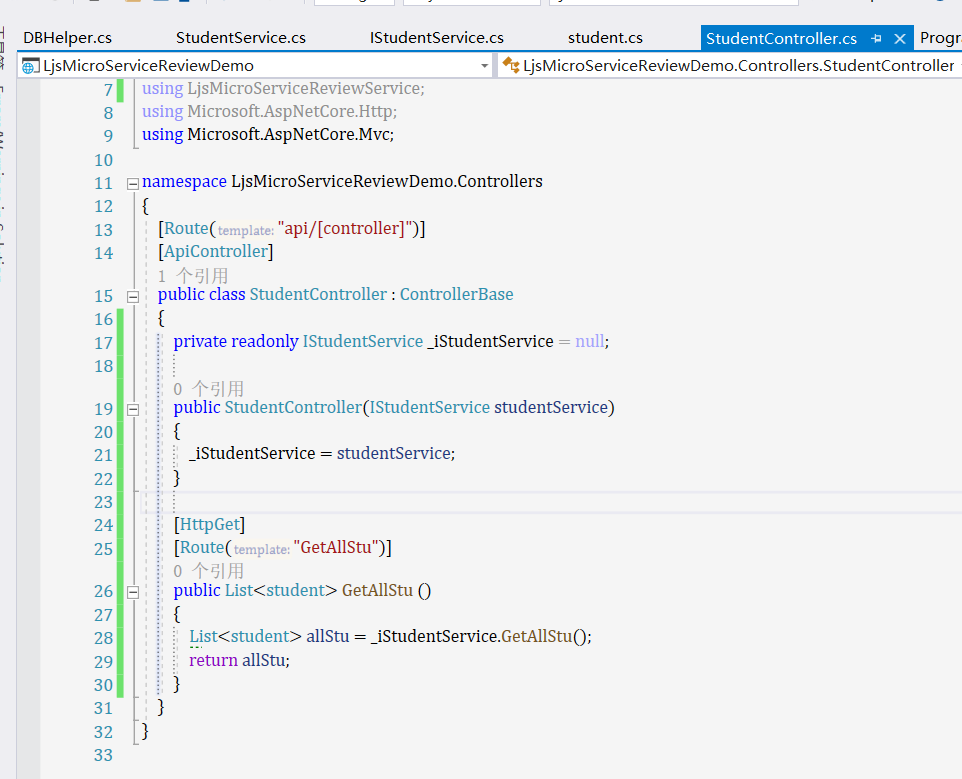 DBHelper.cs StudentService.cs IStudentService.cs student.cs StudentController.cs
LjsMicroServiceReviewDemo LjsMicroServiceReviewDemo.Controllers.StudentController
7 using LjsMicroServiceReviewService;
8 using Microsoft.AspNetCore.Http;
9 using Microsoft.AspNetCore.Mvc;
10
11 namespace LjsMicroServiceReviewDemo.Controllers
12 {
13 [Route(template: "api/[controller]")]
14 [ApiController]
1 个引用
15 public class StudentController : ControllerBase
16 {
17 private readonly IStudentService _iStudentService = null;
18
0 个引用
19 public StudentController(IStudentService studentService)
20 {
21 _iStudentService = studentService;
22 }
23
24 [HttpGet]
25 [Route(template: "GetAllStu")]
0 个引用
26 public List<student> GetAllStu ()
27 {
28 List<student> allStu = _iStudentService.GetAllStu();
29 return allStu;
30 }
31 }
32 }
33